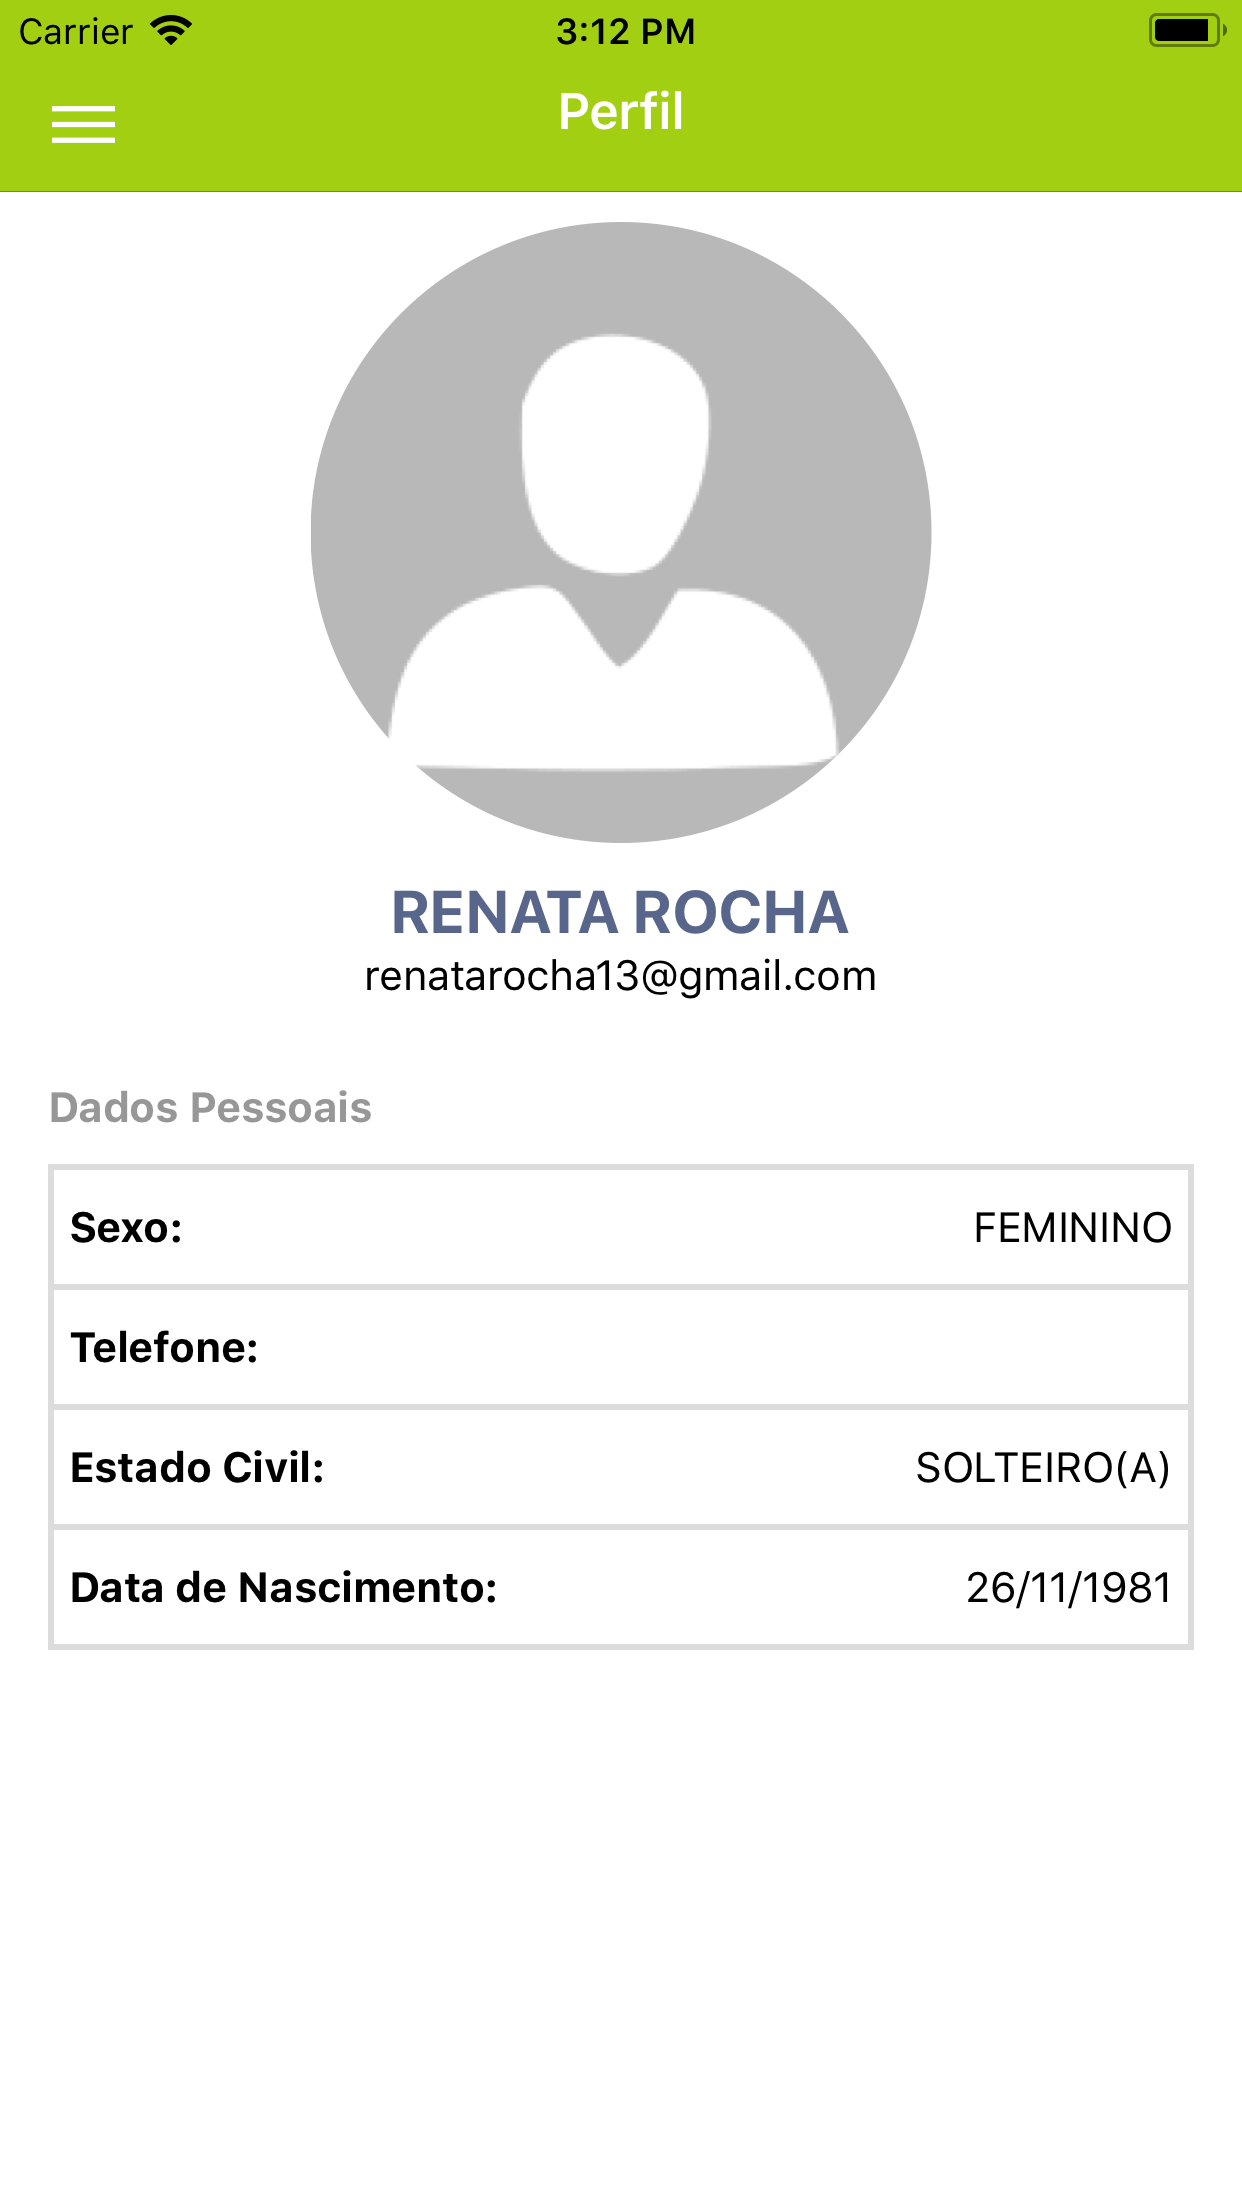 Carrier 3:12 PM
Perfil
RENATA ROCHA
renatarocha13@gmail.com
Dados Pessoais
Sexo: FEMININO
Telefone:
Estado Civil: SOLTEIRO(A)
Data de Nascimento: 26/11/1981